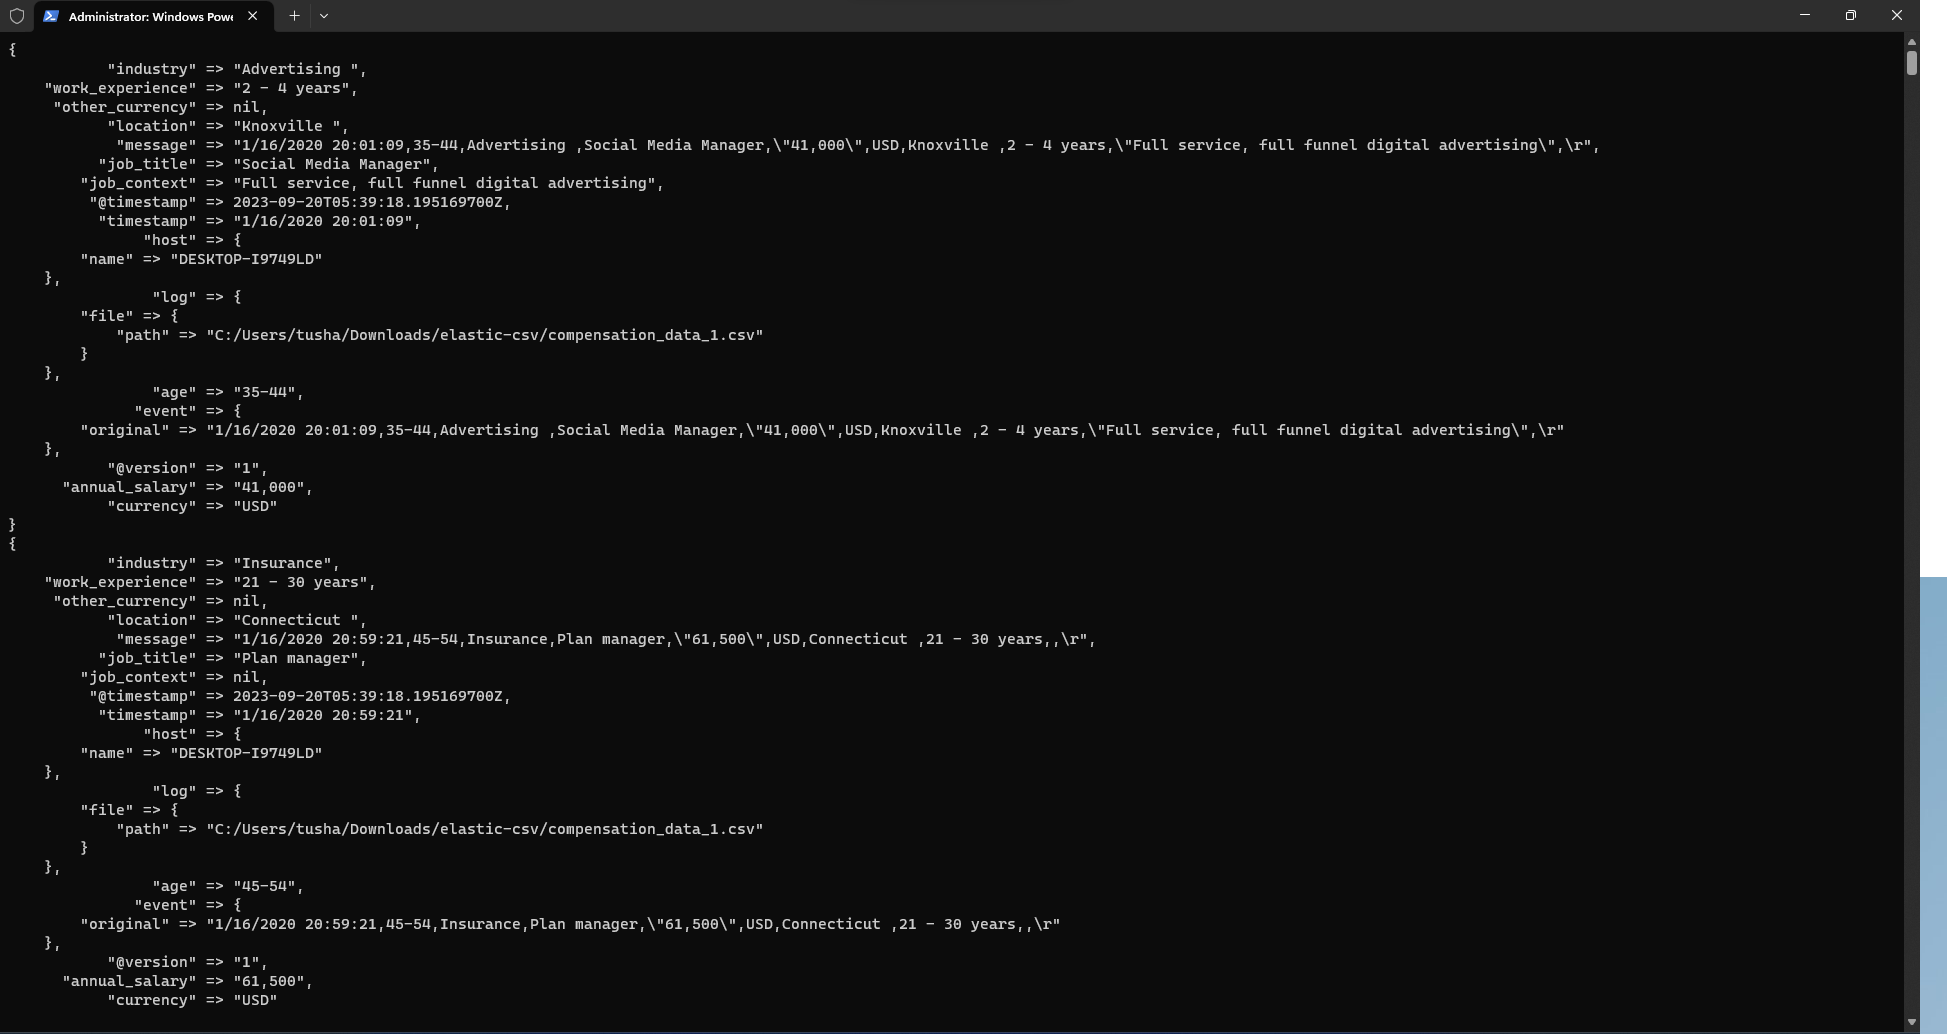 Administrator: Windows Powe
{
"industry" => "Advertising ",
"work_experience" => "2 - 4 years",
"other_currency" => nil,
"location" => "Knoxville ",
"message" => "1/16/2020 20:01:09,35-44,Advertising ,Social Media Manager,\"41,000\",USD,Knoxville ,2 - 4 years,\"Full service, full funnel digital advertising\",\r",
"job_title" => "Social Media Manager",
"job_context" => "Full service, full funnel digital advertising",
"@timestamp" => 2023-09-20T05:39:18.195169700Z,
"timestamp" => "1/16/2020 20:01:09",
"host" => {
"name" => "DESKTOP-I9749LD"
},
"log" => {
"file" => {
"path" => "C:/Users/tusha/Downloads/elastic-csv/compensation_data_1.csv"
}
},
"age" => "35-44",
"event" => {
"original" => "1/16/2020 20:01:09,35-44,Advertising ,Social Media Manager,\"41,000\",USD,Knoxville ,2 - 4 years,\"Full service, full funnel digital advertising\",\r"
},
"@version" => "1",
"annual_salary" => "41,000",
"currency" => "USD"
}
{
"industry" => "Insurance",
"work_experience" => "21 - 30 years",
"other_currency" => nil,
"location" => "Connecticut ",
"message" => "1/16/2020 20:59:21,45-54,Insurance,Plan manager,\"61,500\",USD,Connecticut ,21 - 30 years,,\r",
"job_title" => "Plan manager",
"job_context" => nil,
"@timestamp" => 2023-09-20T05:39:18.195169700Z,
"timestamp" => "1/16/2020 20:59:21",
"host" => {
"name" => "DESKTOP-I9749LD"
},
"log" => {
"file" => {
"path" => "C:/Users/tusha/Downloads/elastic-csv/compensation_data_1.csv"
}
},
"age" => "45-54",
"event" => {
"original" => "1/16/2020 20:59:21,45-54,Insurance,Plan manager,\"61,500\",USD,Connecticut ,21 - 30 years,,\r"
},
"@version" => "1",
"annual_salary" => "61,500",
"currency" => "USD"